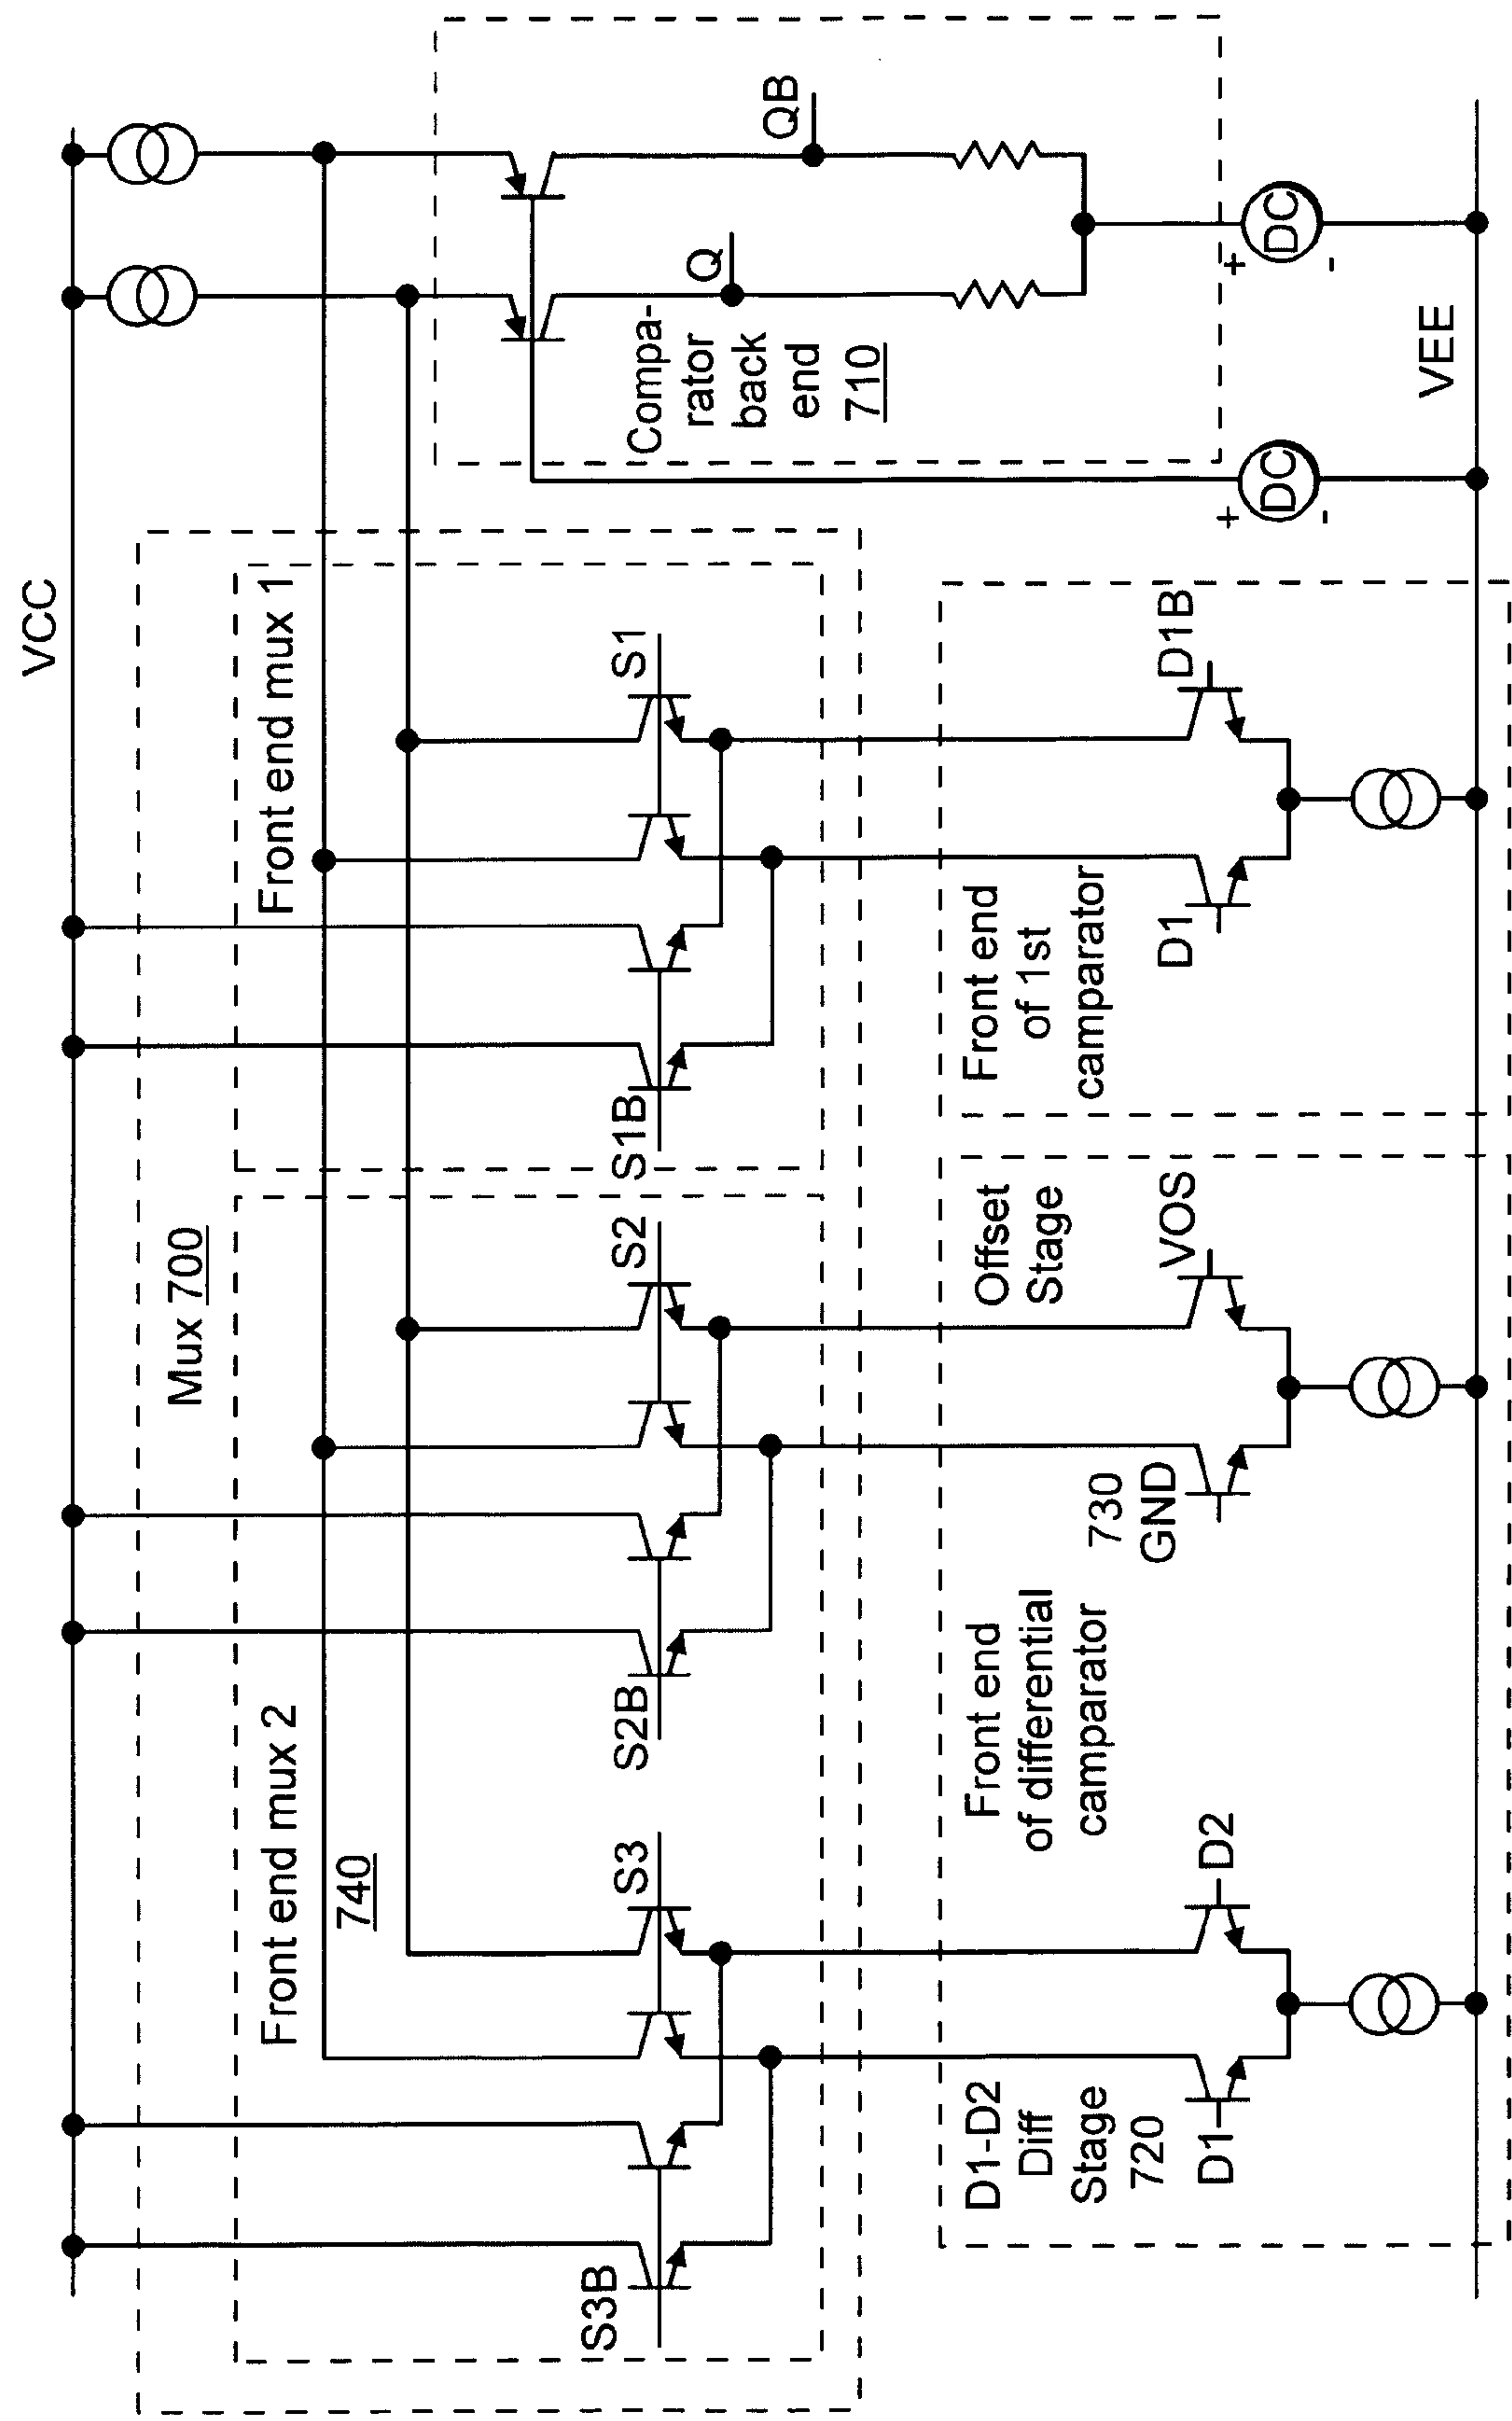 VCC
Mux 700
Front end mux 2
740
Front end mux 1
S3B
S3
S2B
S2
S1B
S1
Compa-
rator
back
end
710
Q
QB
D1-D2
Diff
Stage
720
D1
D2
Front end
of differential
camparator
730
GND
Offset
Stage
VOS
Front end
of 1st
camparator
D1
D1B
+
DC
-
+
DC
-
VEE